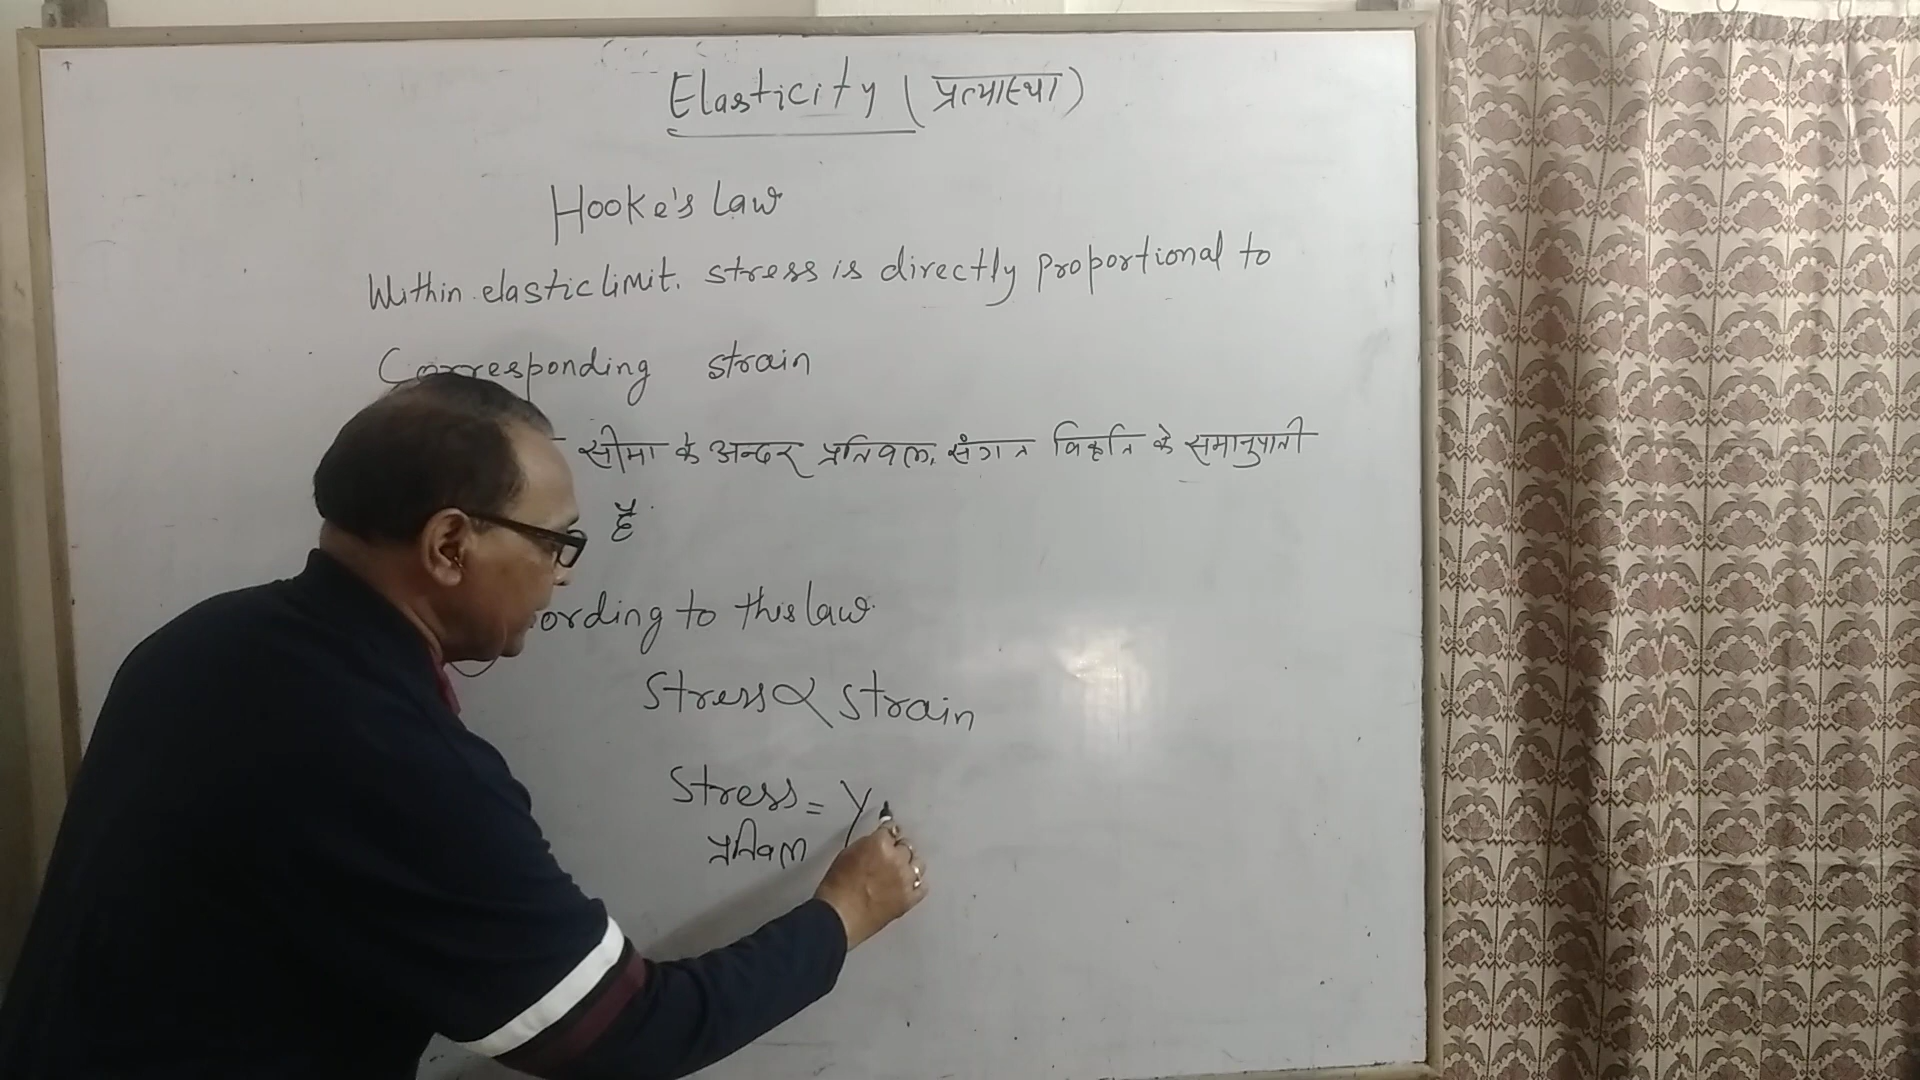 Elasticity (प्रत्यास्था)
Hooke's Law
Within elastic limit. stress is directly proportional to
Corresponding strain
सीमा के अन्दर प्रतिबल, संगत विकृति के समानुपाती
है
ording to this law.
Stress ∝ strain
Stress = Y
प्रतिबल